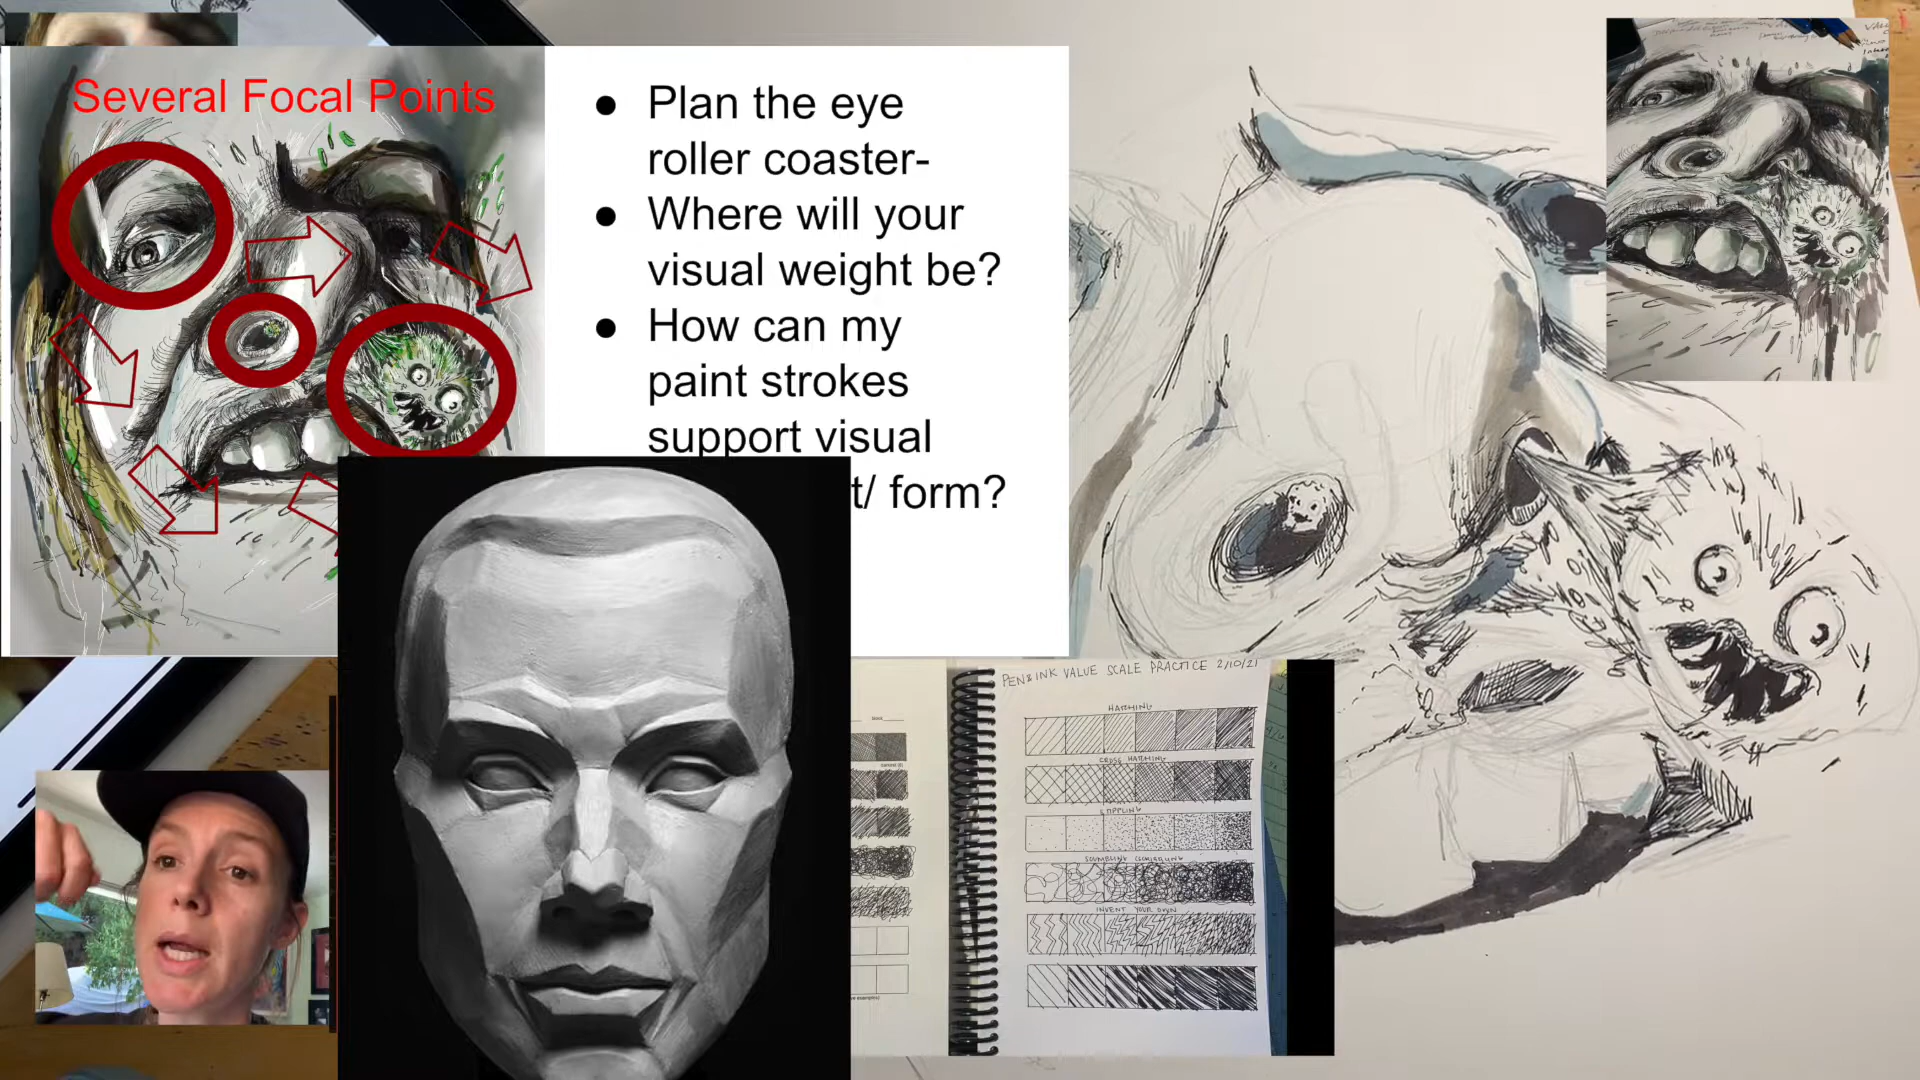 Several Focal Points
● Plan the eye
roller coaster-
● Where will your
visual weight be?
● How can my
paint strokes
support visual
t/ form?
PEN & INK VALUE SCALE PRACTICE 2/10/21
HATCHING
CROSS HATCHING
STIPPLING
SCUMBLING
INVENT YOUR OWN